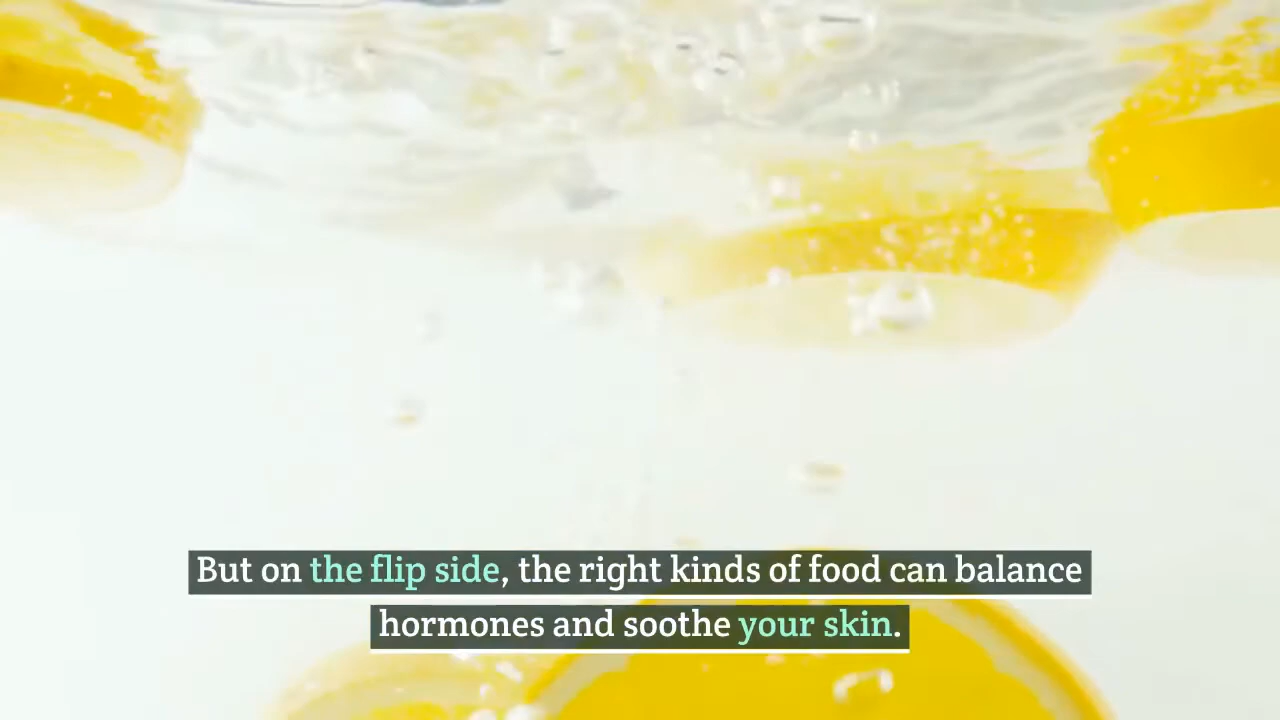 But on the flip side, the right kinds of food can balance
hormones and soothe your skin.